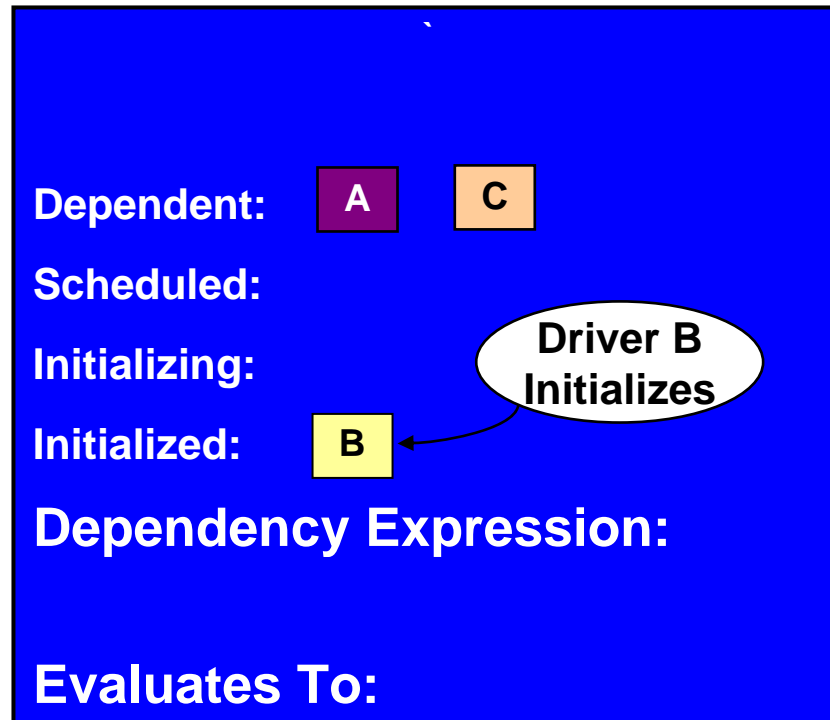 `
Dependent: A C
Scheduled:
Driver B
Initializes
Initializing:
Initialized: B
Dependency Expression:
Evaluates To: